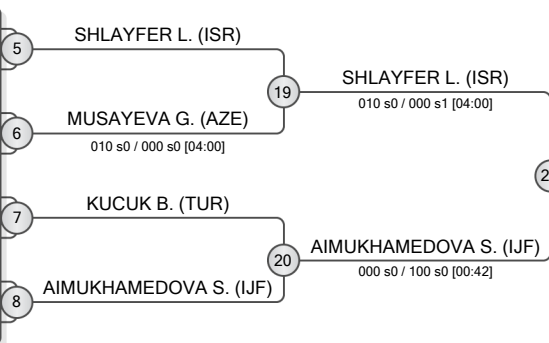 5
SHLAYFER L. (ISR)
19
SHLAYFER L. (ISR)
010 s0 / 000 s1 [04:00]
6
MUSAYEVA G. (AZE)
010 s0 / 000 s0 [04:00]
7
KUCUK B. (TUR)
20
AIMUKHAMEDOVA S. (IJF)
000 s0 / 100 s0 [00:42]
8
AIMUKHAMEDOVA S. (IJF)